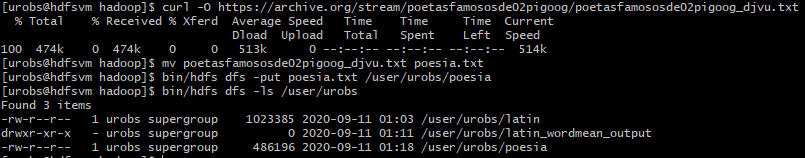 [urobs@hdfsvm hadoop]$ curl -O https://archive.org/stream/poetasfamososde02pigoog/poetasfamososde02pigoog_djvu.txt
  % Total    % Received % Xferd  Average Speed   Time    Time     Time  Current
                                 Dload  Upload   Total   Spent    Left  Speed
100  474k    0  474k    0     0   513k      0 --:--:-- --:--:-- --:--:--  514k
[urobs@hdfsvm hadoop]$ mv poetasfamososde02pigoog_djvu.txt poesia.txt
[urobs@hdfsvm hadoop]$ bin/hdfs dfs -put poesia.txt /user/urobs/poesia
[urobs@hdfsvm hadoop]$ bin/hdfs dfs -ls /user/urobs
Found 3 items
-rw-r--r--   1 urobs supergroup    1023385 2020-09-11 01:03 /user/urobs/latin
drwxr-xr-x   - urobs supergroup          0 2020-09-11 01:11 /user/urobs/latin_wordmean_output
-rw-r--r--   1 urobs supergroup     486196 2020-09-11 01:18 /user/urobs/poesia